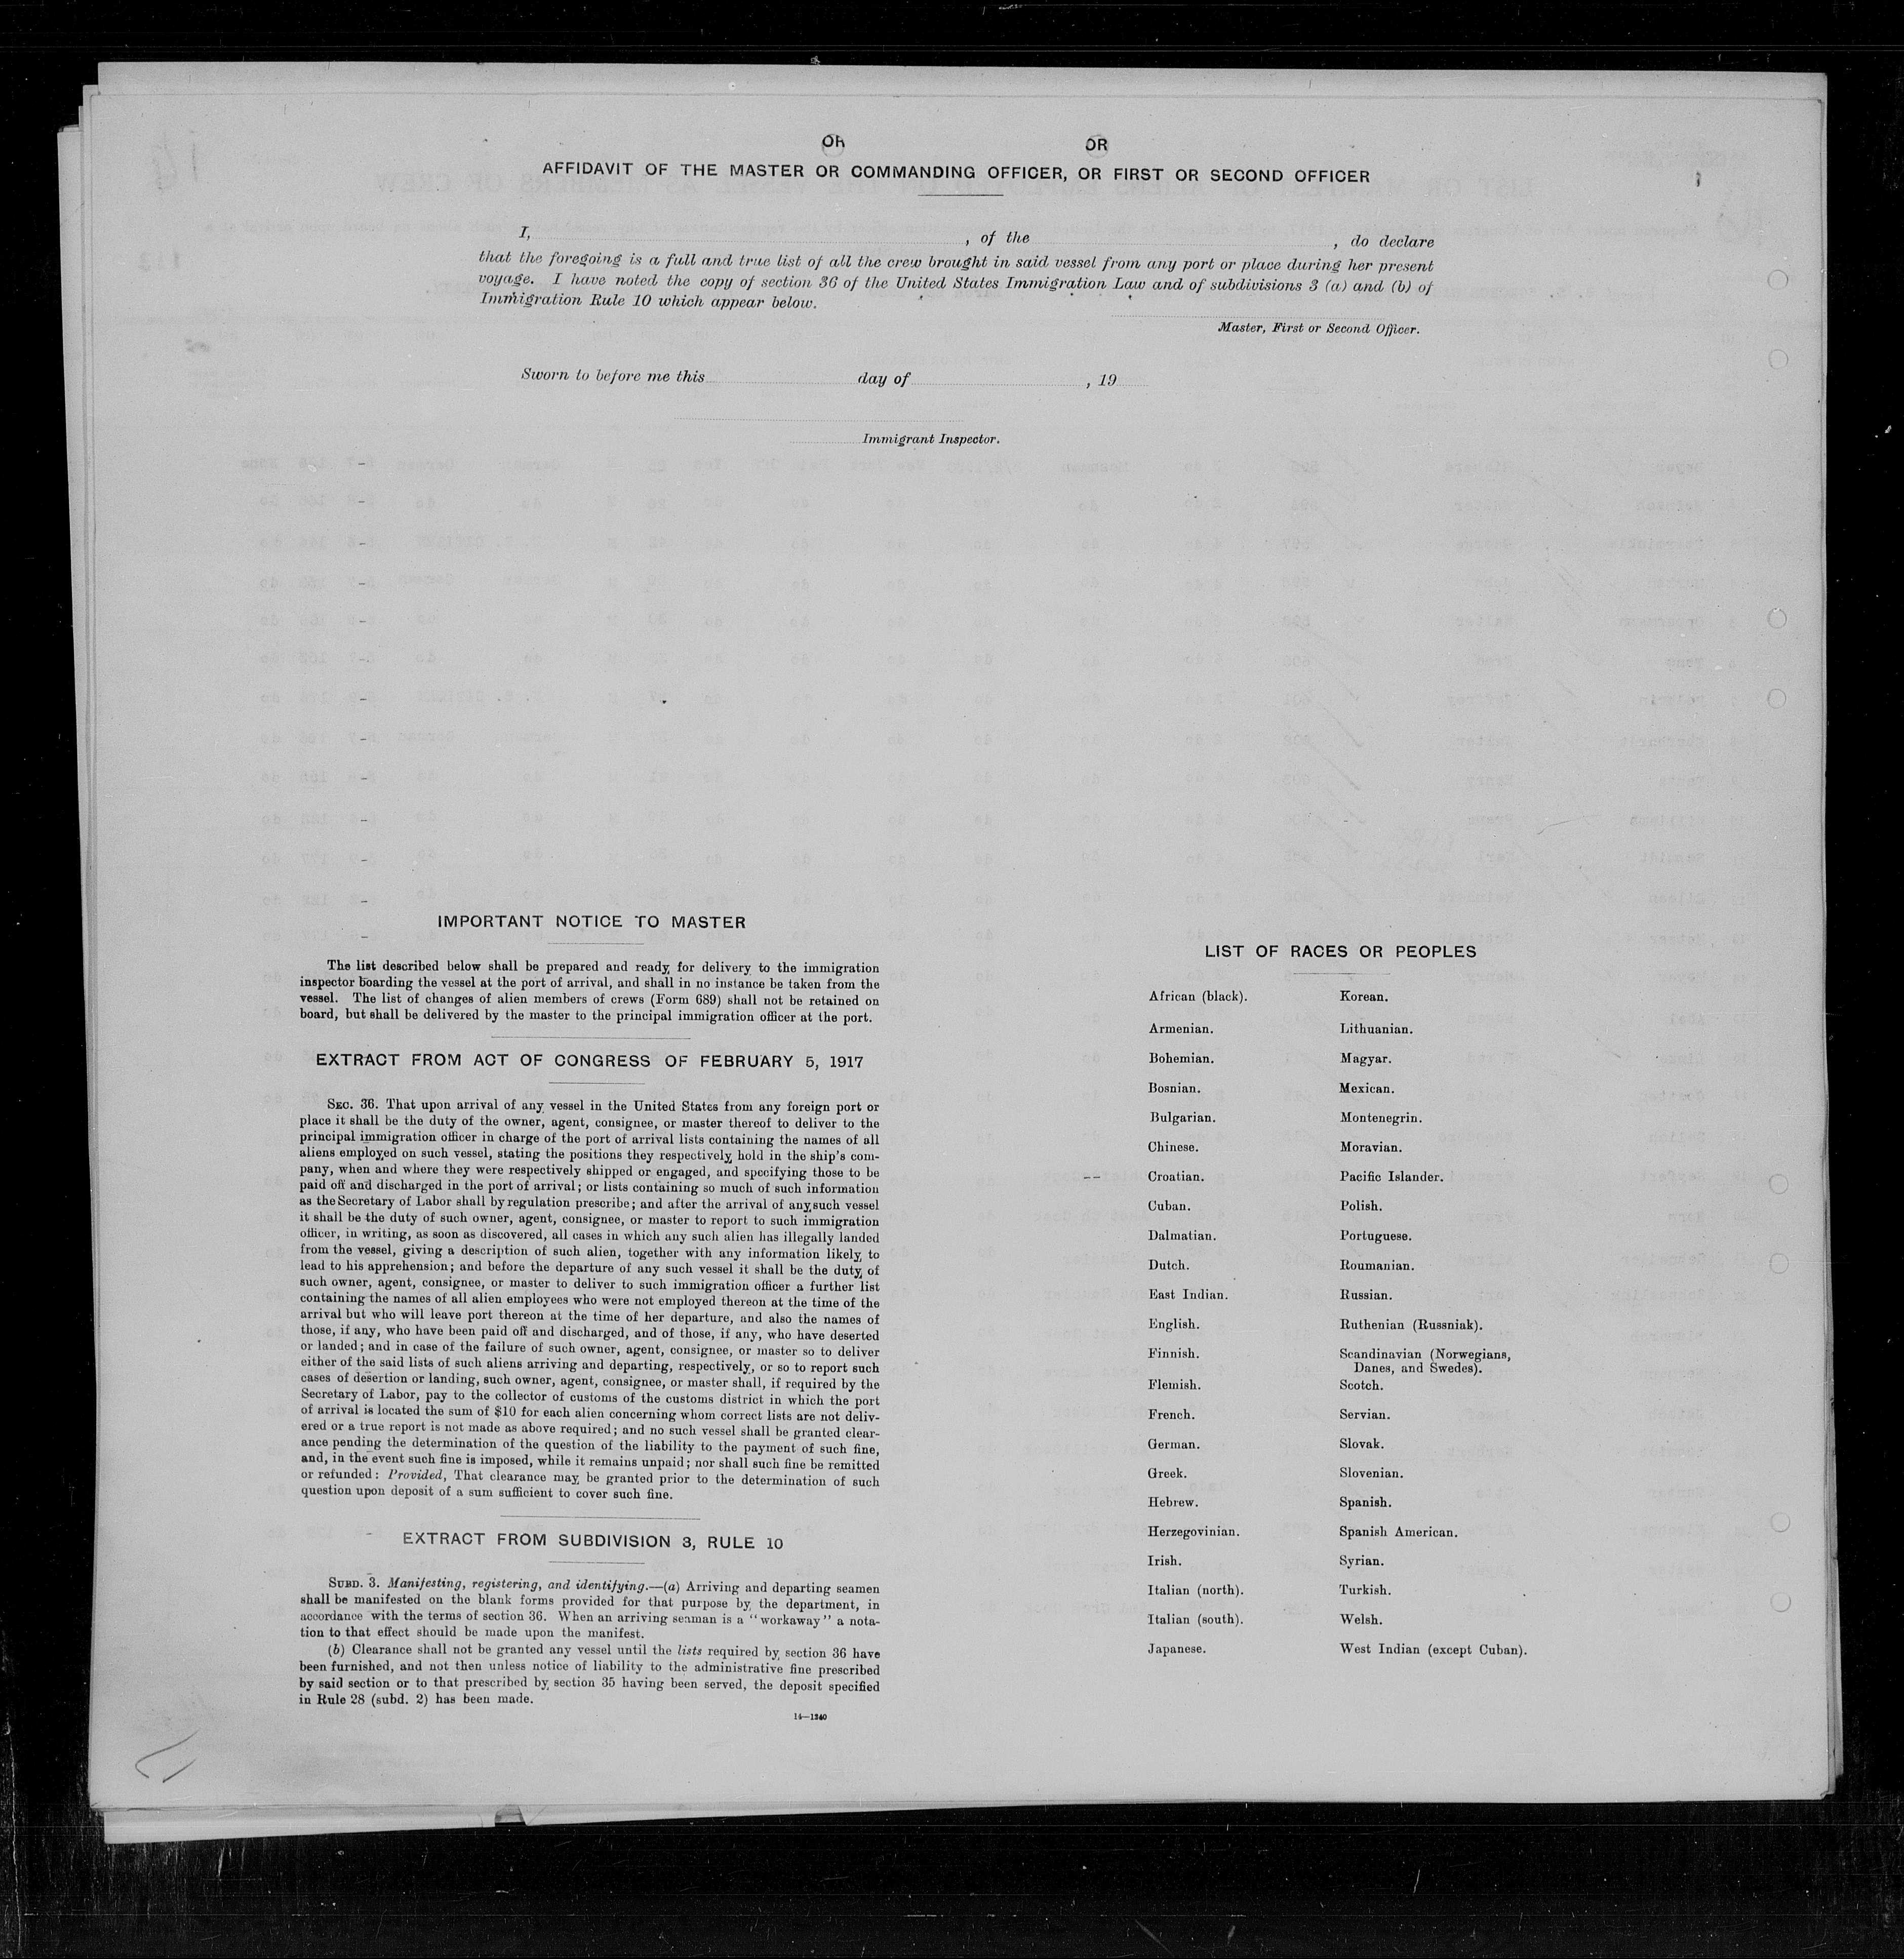 OR OR
AFFIDAVIT OF THE MASTER OR COMMANDING OFFICER, OR FIRST OR SECOND OFFICER
I, , of the , do declare
that the foregoing is a full and true list of all the crew brought in said vessel from any port or place during her present
voyage. I have noted the copy of section 36 of the United States Immigration Law and of subdivisions 3 (a) and (b) of
Immigration Rule 10 which appear below.
Master, First or Second Officer.
Sworn to before me this day of , 19
Immigrant Inspector.
IMPORTANT NOTICE TO MASTER
The list described below shall be prepared and ready for delivery to the immigration
inspector boarding the vessel at the port of arrival, and shall in no instance be taken from the
vessel. The list of changes of alien members of crews (Form 689) shall not be retained on
board, but shall be delivered by the master to the principal immigration officer at the port.
EXTRACT FROM ACT OF CONGRESS OF FEBRUARY 5, 1917
SEC. 36. That upon arrival of any vessel in the United States from any foreign port or
place it shall be the duty of the owner, agent, consignee, or master thereof to deliver to the
principal immigration officer in charge of the port of arrival lists containing the names of all
aliens employed on such vessel, stating the positions they respectively hold in the ship's com-
pany, when and where they were respectively shipped or engaged, and specifying those to be
paid off and discharged in the port of arrival; or lists containing so much of such information
as the Secretary of Labor shall by regulation prescribe; and after the arrival of any such vessel
it shall be the duty of such owner, agent, consignee, or master to report to such immigration
officer, in writing, as soon as discovered, all cases in which any such alien has illegally landed
from the vessel, giving a description of such alien, together with any information likely to
lead to his apprehension; and before the departure of any such vessel it shall be the duty of
such owner, agent, consignee, or master to deliver to such immigration officer a further list
containing the names of all alien employees who were not employed thereon at the time of the
arrival but who will leave port thereon at the time of her departure, and also the names of
those, if any, who have been paid off and discharged, and of those, if any, who have deserted
or landed; and in case of the failure of such owner, agent, consignee, or master so to deliver
either of the said lists of such aliens arriving and departing, respectively, or so to report such
cases of desertion or landing, such owner, agent, consignee, or master shall, if required by the
Secretary of Labor, pay to the collector of customs of the customs district in which the port
of arrival is located the sum of $10 for each alien concerning whom correct lists are not deliv-
ered or a true report is not made as above required; and no such vessel shall be granted clear-
ance pending the determination of the question of the liability to the payment of such fine,
and, in the event such fine is imposed, while it remains unpaid; nor shall such fine be remitted
or refunded: Provided, That clearance may be granted prior to the determination of such
question upon deposit of a sum sufficient to cover such fine.
EXTRACT FROM SUBDIVISION 3, RULE 10
SUBD. 3. Manifesting, registering, and identifying.—(a) Arriving and departing seamen
shall be manifested on the blank forms provided for that purpose by the department, in
accordance with the terms of section 36. When an arriving seaman is a "workaway" a nota-
tion to that effect should be made upon the manifest.
(b) Clearance shall not be granted any vessel until the lists required by section 36 have
been furnished, and not then unless notice of liability to the administrative fine prescribed
by said section or to that prescribed by section 35 having been served, the deposit specified
in Rule 28 (subd. 2) has been made.
14—1240
LIST OF RACES OR PEOPLES
African (black).
Armenian.
Bohemian.
Bosnian.
Bulgarian.
Chinese.
Croatian.
Cuban.
Dalmatian.
Dutch.
East Indian.
English.
Finnish.
Flemish.
French.
German.
Greek.
Hebrew.
Herzegovinian.
Irish.
Italian (north).
Italian (south).
Japanese.
Korean.
Lithuanian.
Magyar.
Mexican.
Montenegrin.
Moravian.
Pacific Islander.
Polish.
Portuguese.
Roumanian.
Russian.
Ruthenian (Russniak).
Scandinavian (Norwegians,
Danes, and Swedes).
Scotch.
Servian.
Slovak.
Slovenian.
Spanish.
Spanish American.
Syrian.
Turkish.
Welsh.
West Indian (except Cuban).